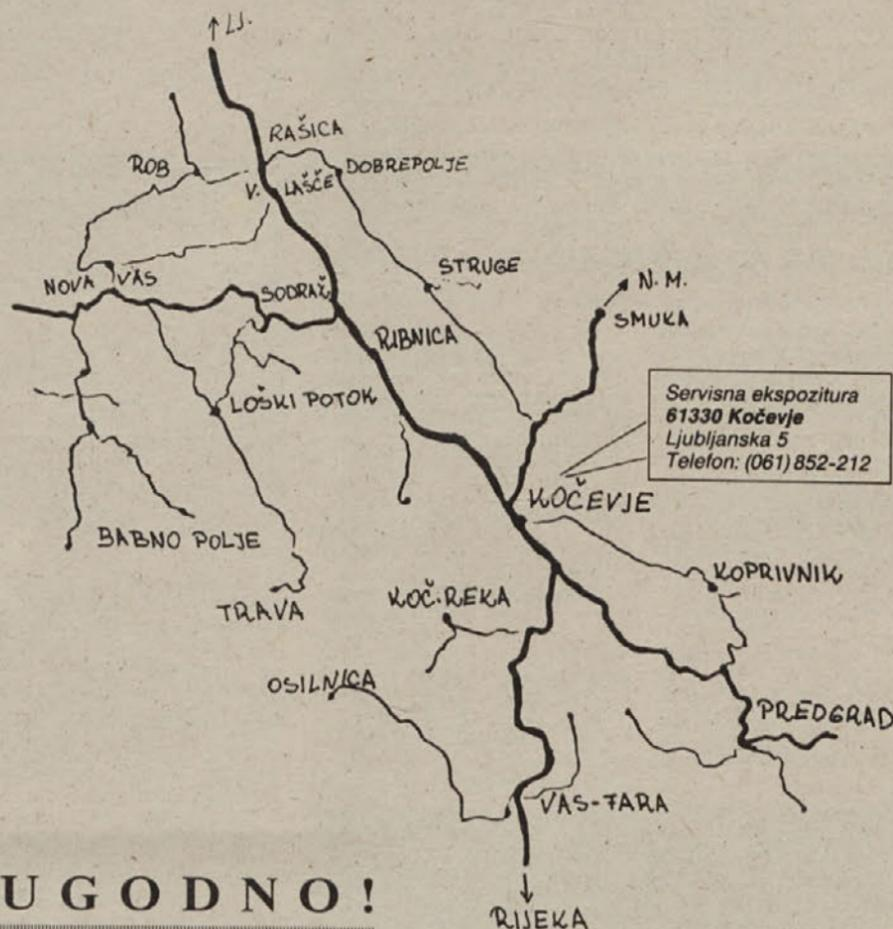 ↑ LJ.
RAŠICA
ROB
DOBREPOLJE
V. LAŠČE
STRUGE
N.M.
NOVA VAS
SODRAŽ
SMUKA
RIBNICA
LOŠKI POTOK
Servisna ekspozitura
61330 Kočevje
Ljubljanska 5
Telefon: (061) 852-212
KOČEVJE
BABNO POLJE
KOPRIVNIK
TRAVA
KOČ. REKA
OSILNICA
PREDGRAD
VAS-FARA
UGODNO!
↓
RIJEKA